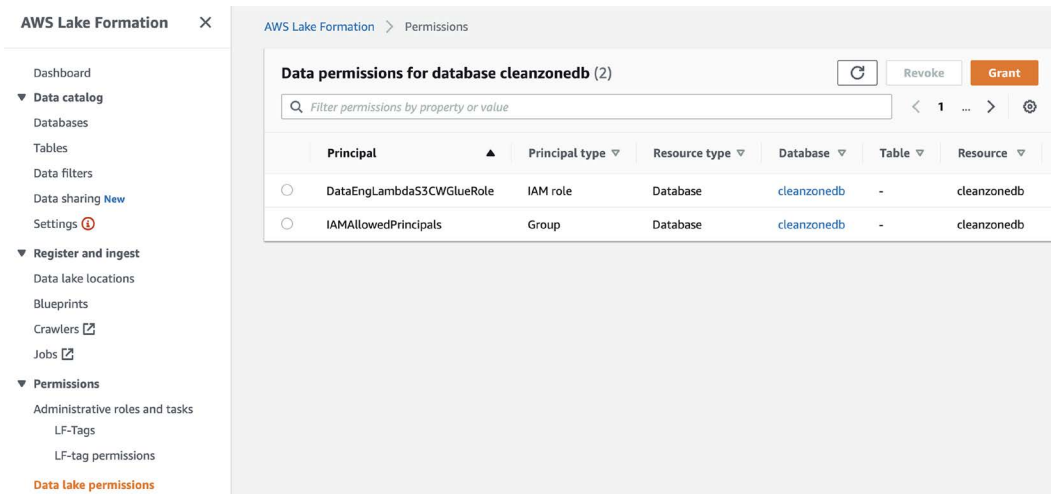 AWS Lake Formation
Dashboard
Data catalog
Databases
Tables
Data filters
Data sharing New
Settings
Register and ingest
Data lake locations
Blueprints
Crawlers
Jobs
Permissions
Administrative roles and tasks
LF-Tags
LF-tag permissions
Data lake permissions
AWS Lake Formation > Permissions
Data permissions for database cleanzonedb (2)
Revoke
Grant
Filter permissions by property or value
1 ...
Principal Principal type Resource type Database Table Resource
DataEngLambdaS3CWGlueRole IAM role Database cleanzonedb - cleanzonedb
IAMAllowedPrincipals Group Database cleanzonedb - cleanzonedb